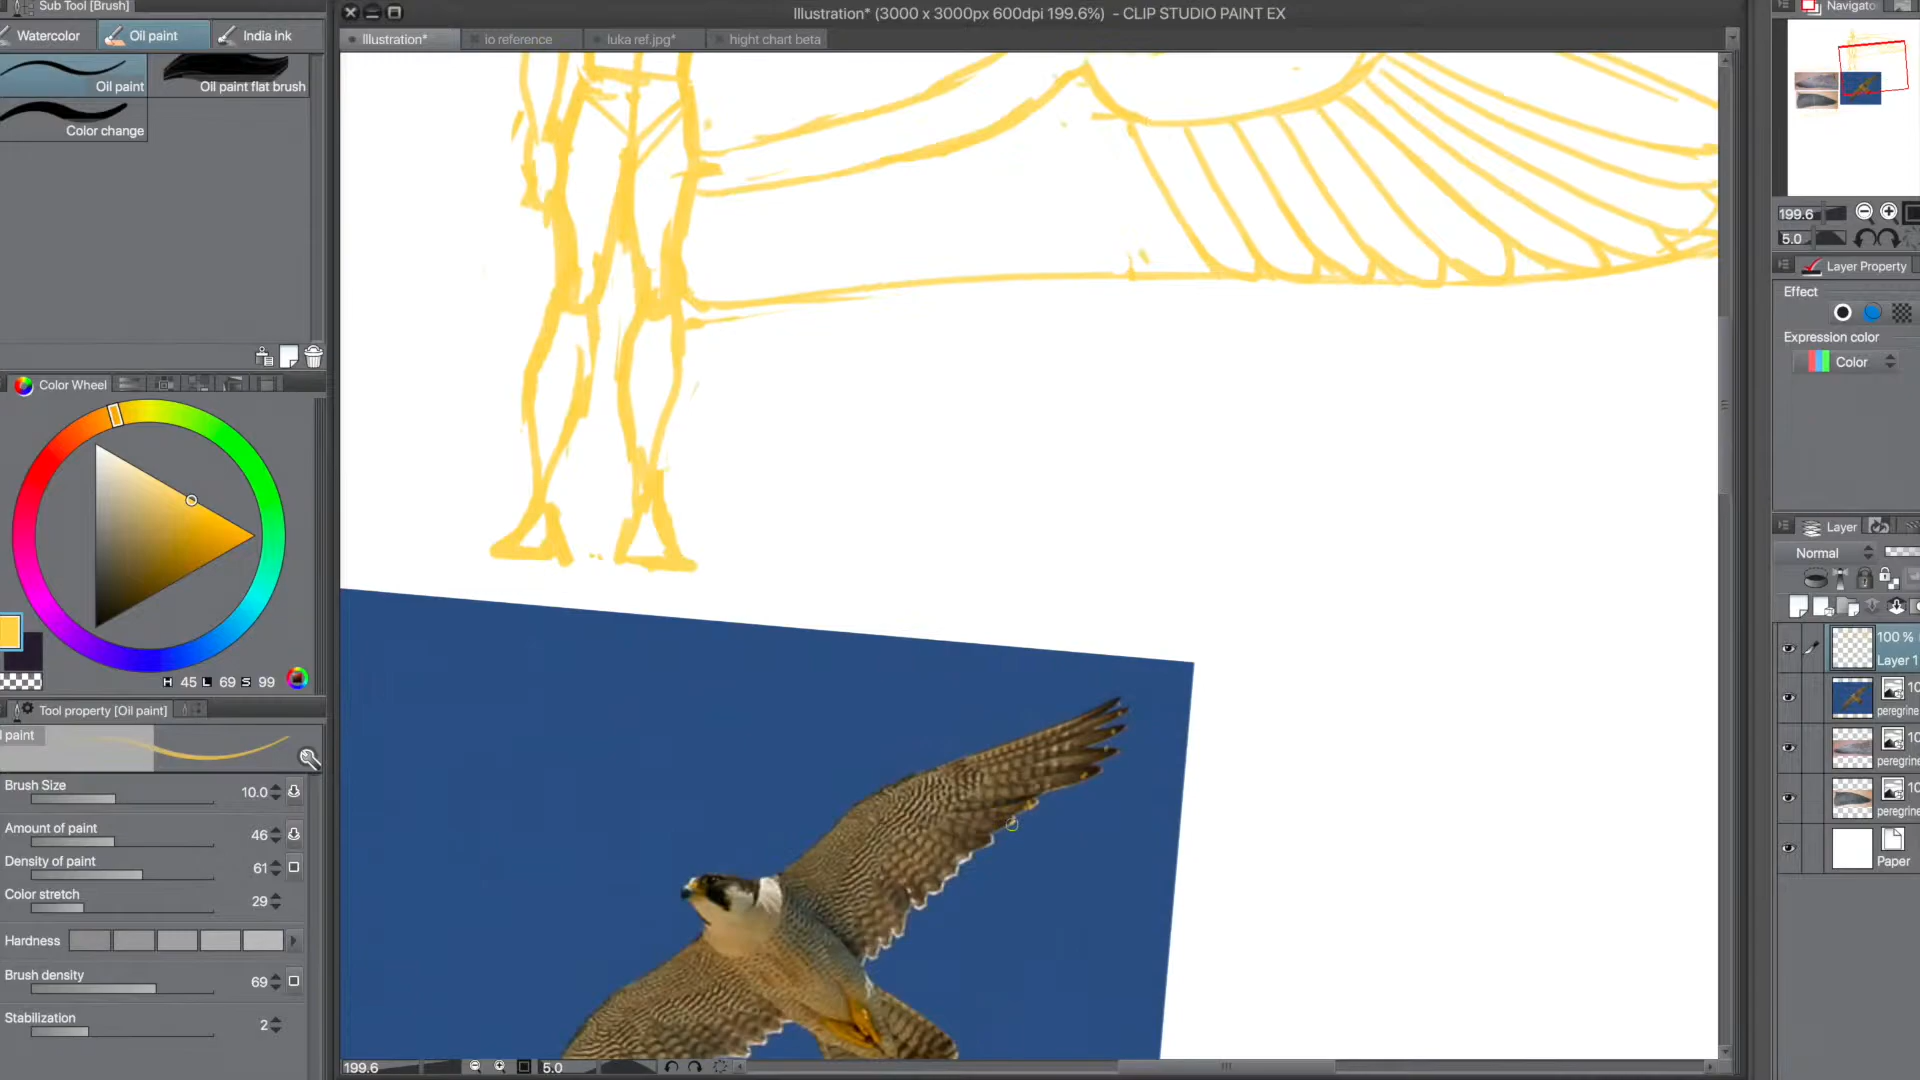 Sub Tool [Brush]
Illustration* (3000 x 3000px 600dpi 199.6%) - CLIP STUDIO PAINT EX
Navigato
Watercolor
Oil paint
India ink
Illustration*
io reference
luka ref.jpg*
hight chart beta
Oil paint
Oil paint flat brush
Color change
199.6
5.0
Layer Property
Effect
Expression color
Color
Color Wheel
H 45 L 69 S 99
Tool property [Oil paint]
l paint
Brush Size
10.0
Amount of paint
46
Density of paint
61
Color stretch
29
Hardness
Brush density
69
Stabilization
2
Layer
Normal
100 %
Layer 1
10
peregrine
10
peregrine
10
peregrine
Paper
199.6
5.0